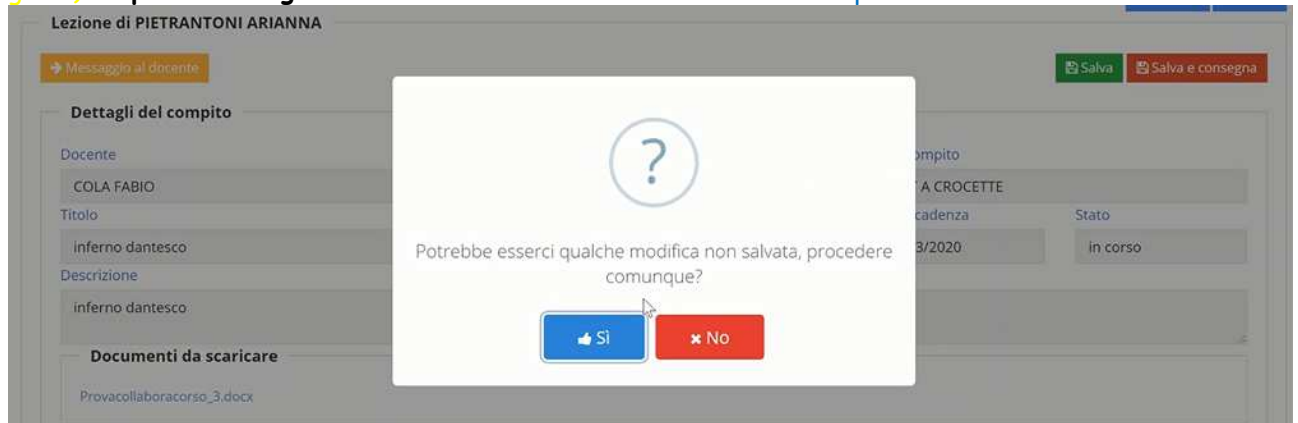 Lezione di PIETRANTONI ARIANNA
Messaggio al docente
Salva
Salva e consegna
Dettagli del compito
Docente
COLA FABIO
A CROCETTE
Titolo
Stato
inferno dantesco
3/2020
in corso
Descrizione
inferno dantesco
Potrebbe esserci qualche modifica non salvata, procedere
comunque?
Sì
No
Documenti da scaricare
Provacollaboracorso_3.docx